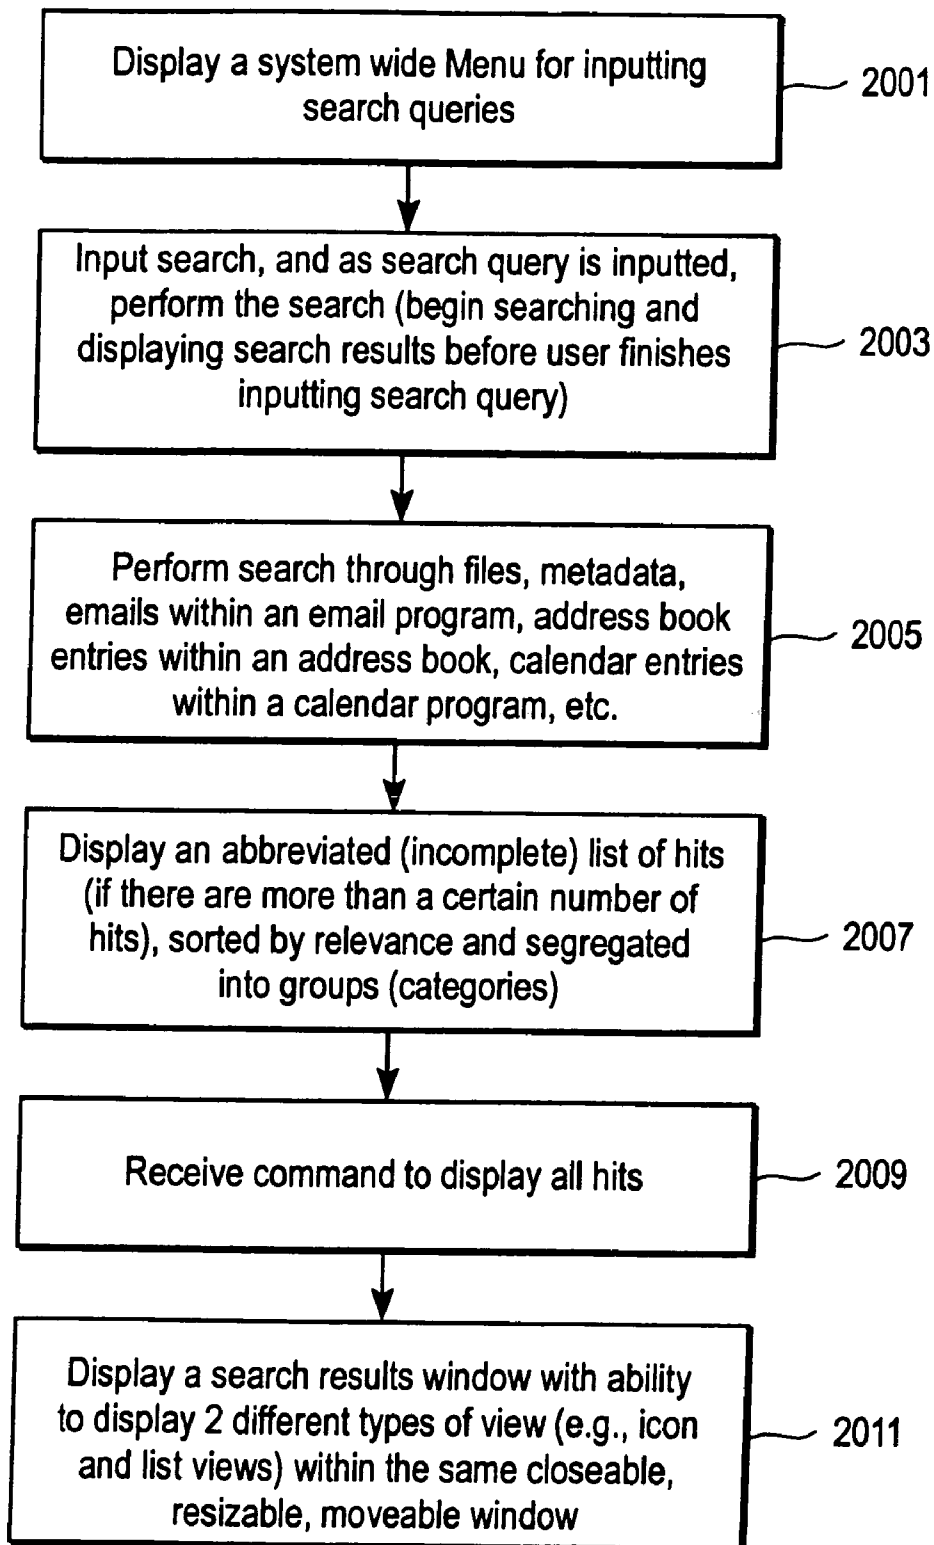 Display a system wide Menu for inputting
search queries
2001
Input search, and as search query is inputted,
perform the search (begin searching and
displaying search results before user finishes
inputting search query)
2003
Perform search through files, metadata,
emails within an email program, address book
entries within an address book, calendar entries
within a calendar program, etc.
2005
Display an abbreviated (incomplete) list of hits
(if there are more than a certain number of
hits), sorted by relevance and segregated
into groups (categories)
2007
Receive command to display all hits
2009
Display a search results window with ability
to display 2 different types of view (e.g., icon
and list views) within the same closeable,
resizable, moveable window
2011